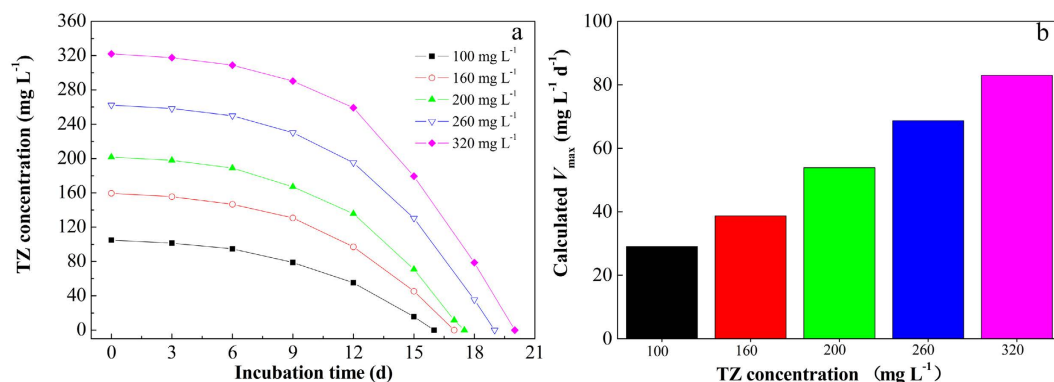 a
TZ concentration (mg L⁻¹)
360
320
280
240
200
160
120
80
40
0
100 mg L⁻¹
160 mg L⁻¹
200 mg L⁻¹
260 mg L⁻¹
320 mg L⁻¹
0 3 6 9 12 15 18 21
Incubation time (d)
b
Calculated Vmax (mg L⁻¹ d⁻¹)
100
80
60
40
20
0
100 160 200 260 320
TZ concentration (mg L⁻¹)